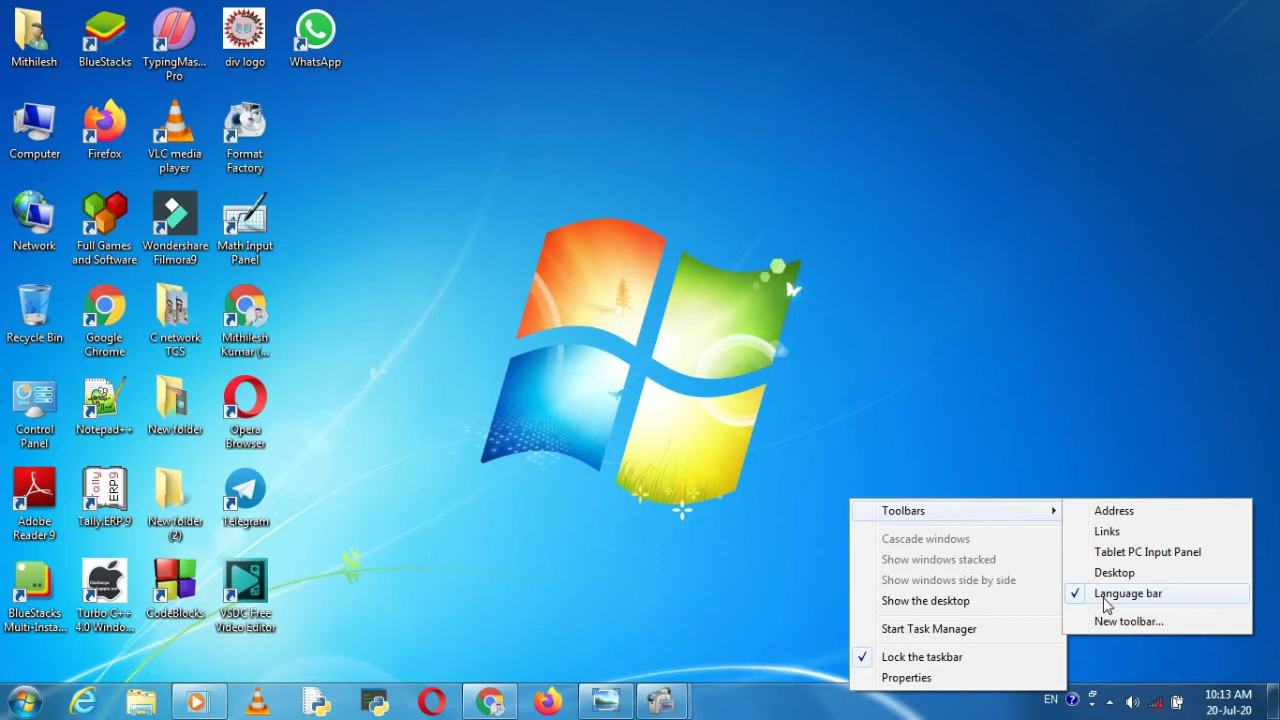 Mithilesh
BlueStacks
TypingMas...
Pro
div logo
WhatsApp
Computer
Firefox
VLC media
player
Format
Factory
Network
Full Games
and Software
Wondershare
Filmora9
Math Input
Panel
Recycle Bin
Google
Chrome
C network
TCS
Mithilesh
Kumar (...
Control
Panel
Notepad++
New folder
Opera
Browser
Adobe
Reader 9
Tally
ERP9
Tally.ERP 9
New folder
(2)
Telegram
BlueStacks
Multi-Insta...
Turbo C++
4.0 Windo...
CodeBlocks
VSDC Free
Video Editor
Toolbars
Cascade windows
Show windows stacked
Show windows side by side
Show the desktop
Start Task Manager
Lock the taskbar
Properties
Address
Links
Tablet PC Input Panel
Desktop
Language bar
New toolbar...
EN
10:13 AM
20-Jul-20